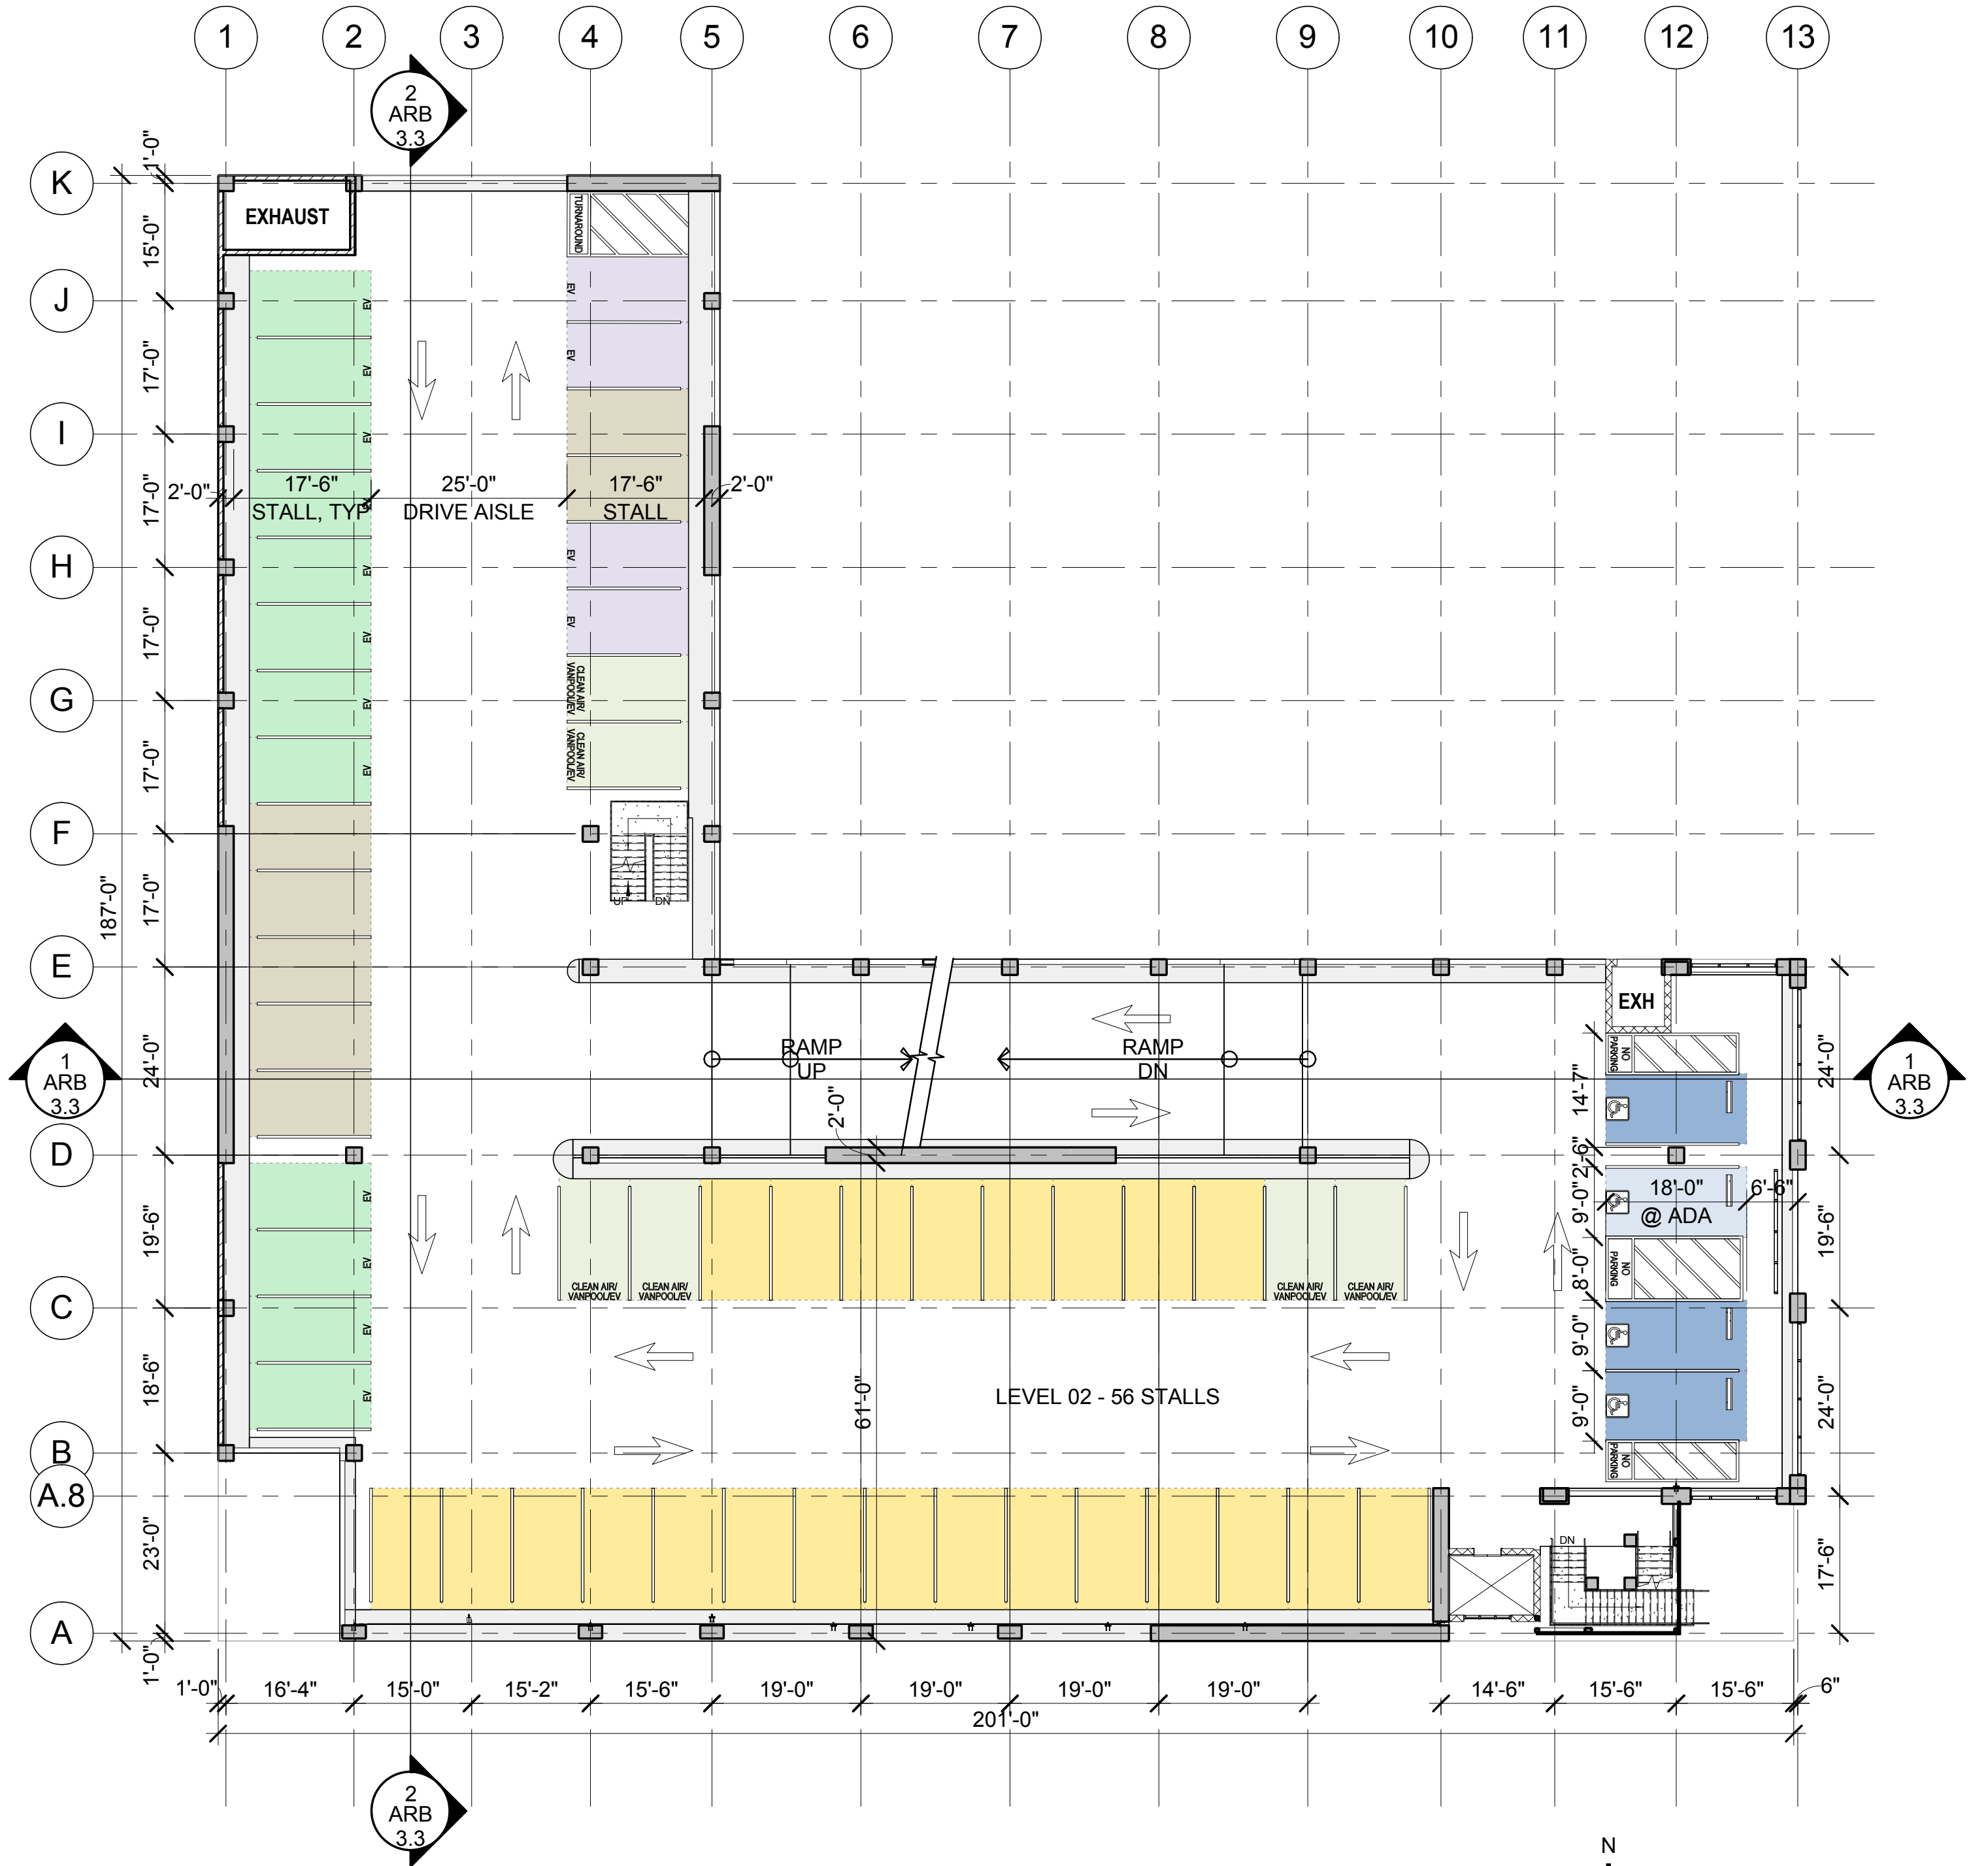 1 2 3 4 5 6 7 8 9 10 11 12 13
2
ARB
3.3
1'-0"
K
EXHAUST
TURNAROUND
15'-0"
J
EV
EV
17'-0"
EV
EV
I
EV
17'-0"
2'-0"
17'-6"
STALL, TYP
25'-0"
DRIVE AISLE
17'-6"
STALL
2'-0"
H
EV
EV
EV
17'-0"
EV
EV
CLEAN AIR/
VANPOOL/EV
G
EV
CLEAN AIR/
VANPOOL/EV
17'-0"
EV
F
187'-0"
17'-0"
UP
DN
E
EXH
24'-0"
RAMP
UP
RAMP
DN
NO
PARKING
14'-7"
24'-0"
1
ARB
3.3
1
ARB
3.3
2'-0"
D
2'-6"
EV
9'-0"
18'-0"
@ ADA
6'-6"
19'-6"
19'-6"
EV
8'-0"
NO
PARKING
CLEAN AIR/
VANPOOL/EV
CLEAN AIR/
VANPOOL/EV
CLEAN AIR/
VANPOOL/EV
CLEAN AIR/
VANPOOL/EV
C
EV
9'-0"
18'-6"
61'-0"
LEVEL 02 - 56 STALLS
EV
9'-0"
24'-0"
B
NO
PARKING
A.8
23'-0"
DN
17'-6"
A
1'-0"
1'-0"
16'-4"
15'-0"
15'-2"
15'-6"
19'-0"
19'-0"
19'-0"
19'-0"
14'-6"
15'-6"
15'-6"
6"
201'-0"
2
ARB
3.3
N